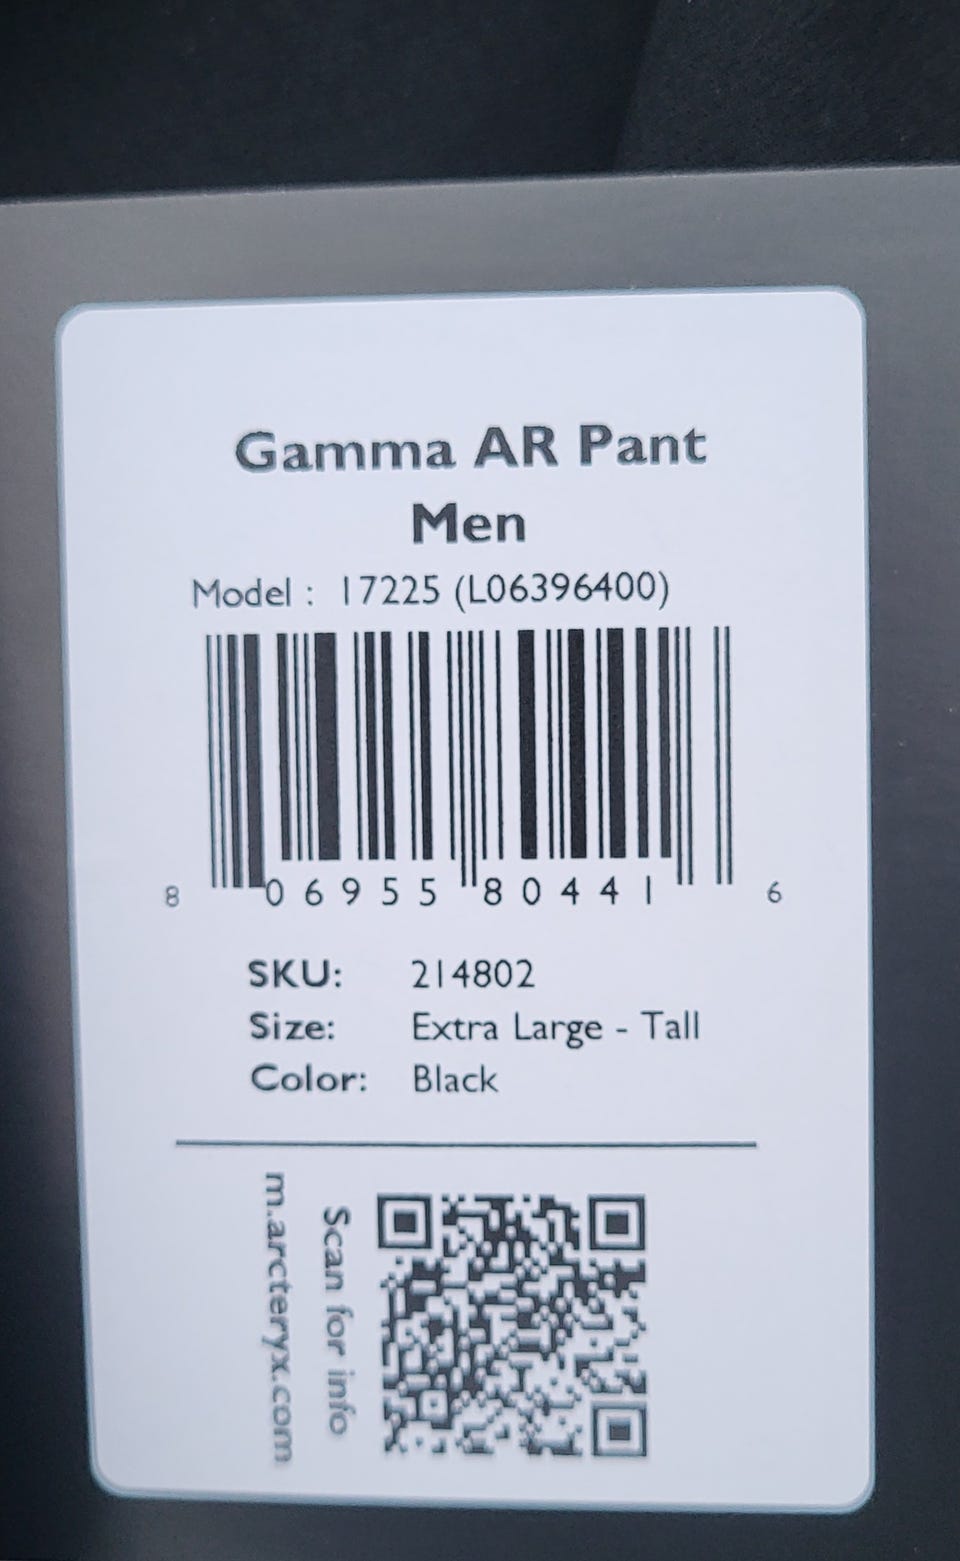 Gamma AR Pant
Men
Model : 17225 (L06396400)
8 06955 80441 6
SKU: 214802
Size: Extra Large - Tall
Color: Black
Scan for info
m.arcteryx.com